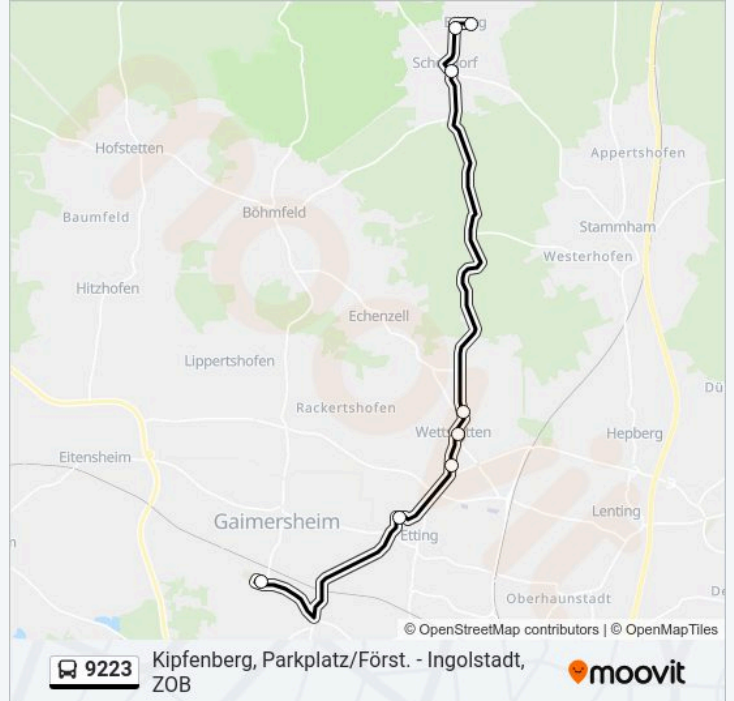 Hofstetten
Appertshofen
Baumfeld
Böhmfeld
Stammham
Westerhofen
Hitzhofen
Echenzell
Lippertshofen
Rackertshofen
Hepberg
Eitensheim
Lenting
Gaimersheim
Etting
Oberhaunstadt
© OpenStreetMap contributors | © OpenMapTiles
9223 Kipfenberg, Parkplatz/Först. - Ingolstadt,
ZOB
moovit